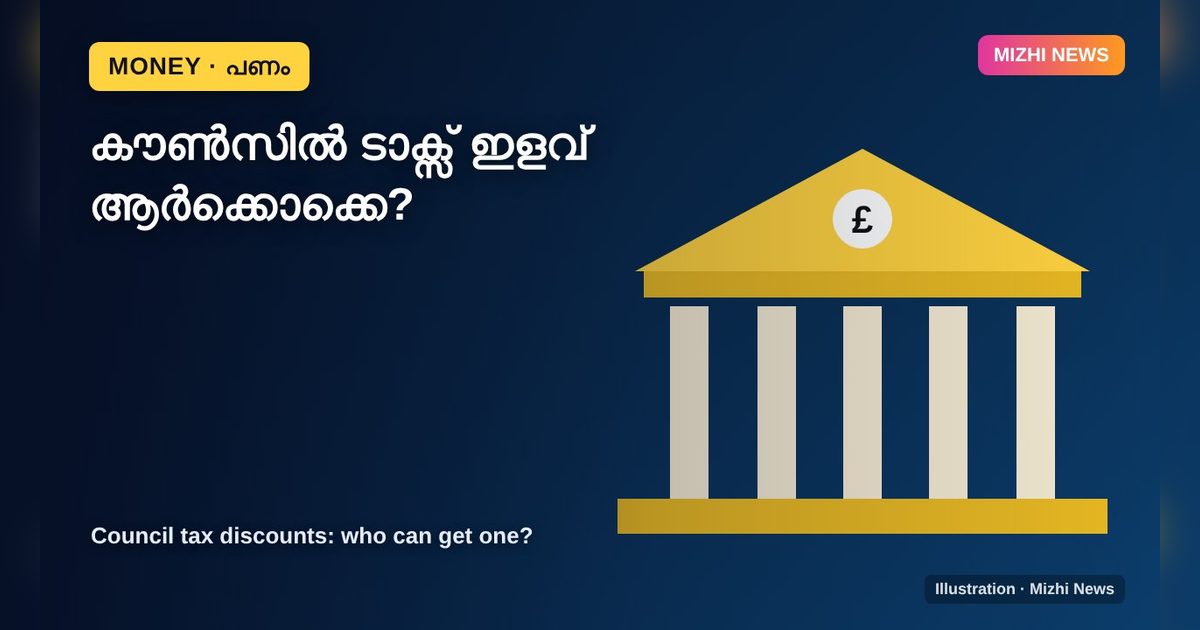 MONEY · പണം
MIZHI NEWS
കൗൺസിൽ ടാക്സ് ഇളവ്
ആർക്കൊക്കെ?
£
Council tax discounts: who can get one?
Illustration · Mizhi News